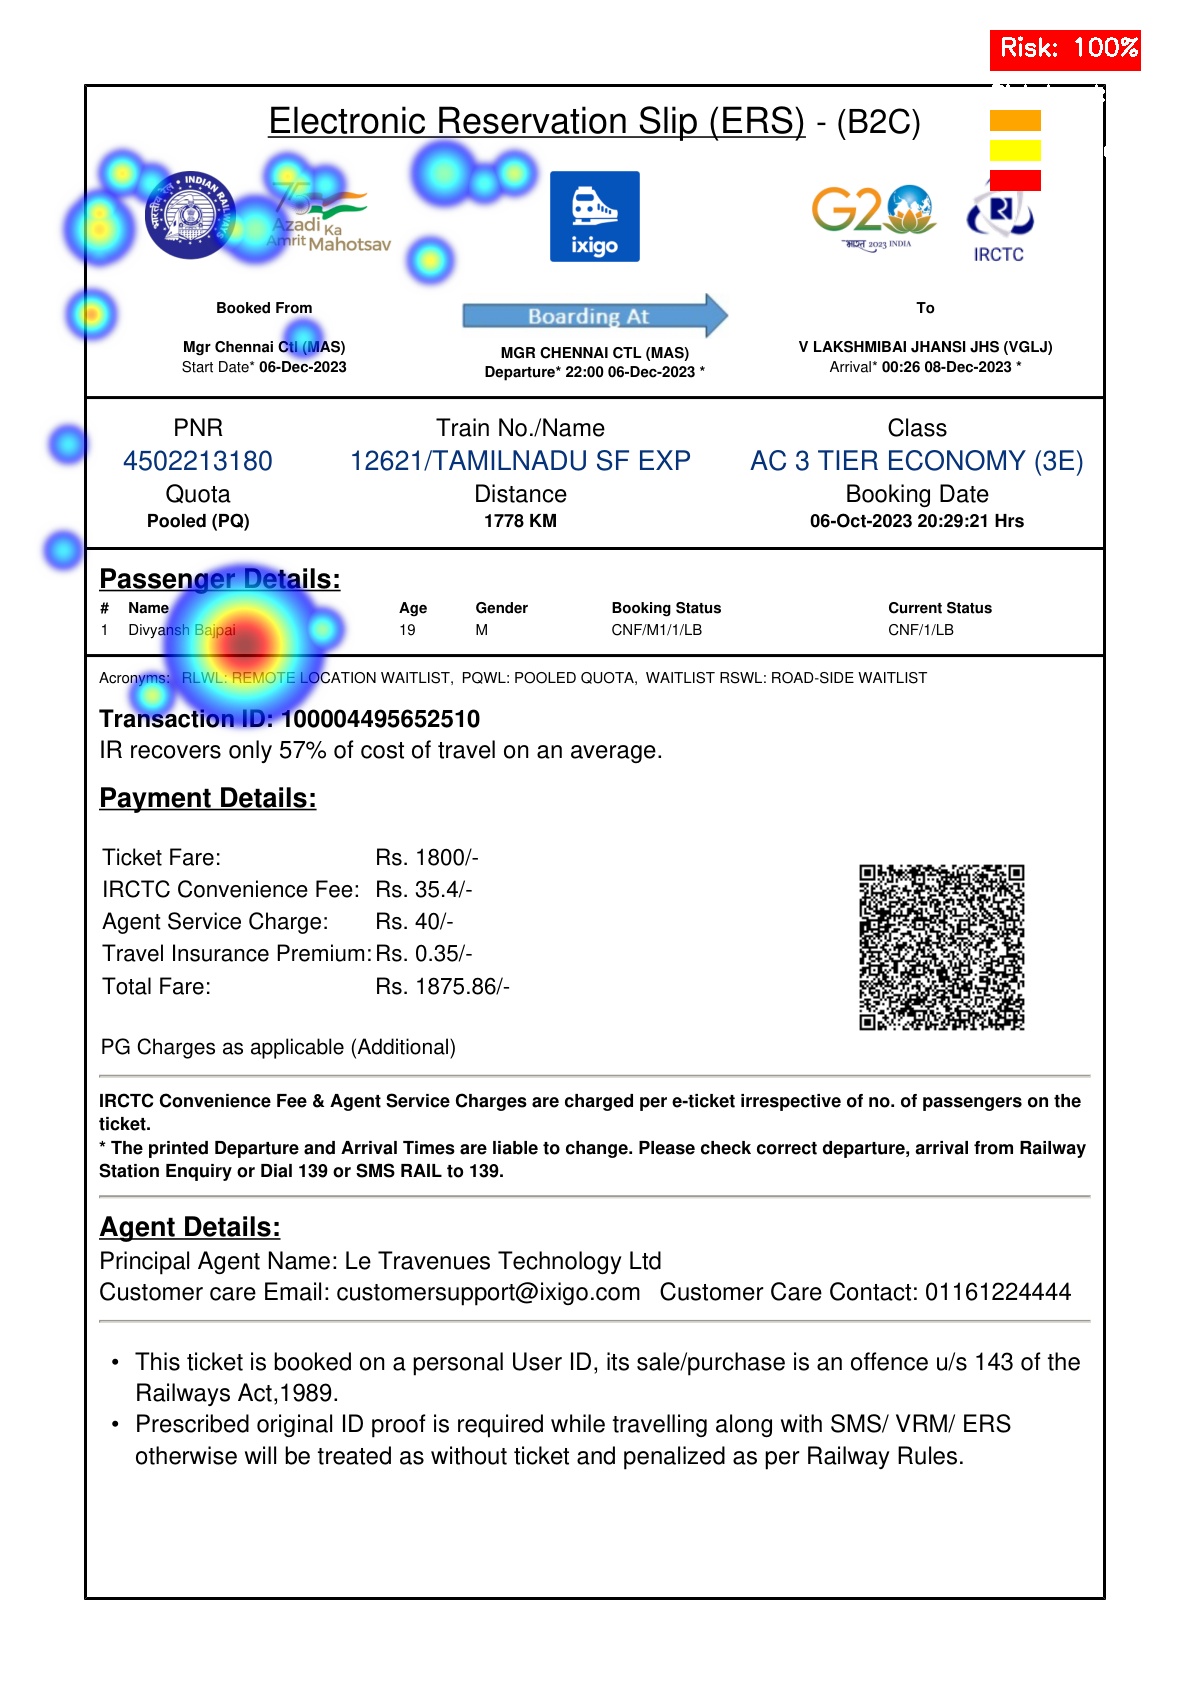 Risk: 100%
Electronic Reservation Slip (ERS) - (B2C)
INDIAN RAILWAYS
75
Azadi Ka
Amrit Mahotsav
ixigo
G20
भारत 2023 INDIA
IRCTC
Booked From
Boarding At
To
Mgr Chennai Ctl (MAS)
MGR CHENNAI CTL (MAS)
V LAKSHMIBAI JHANSI JHS (VGLJ)
Start Date* 06-Dec-2023
Departure* 22:00 06-Dec-2023 *
Arrival* 00:26 08-Dec-2023 *
PNR Train No./Name Class
4502213180 12621/TAMILNADU SF EXP AC 3 TIER ECONOMY (3E)
Quota Distance Booking Date
Pooled (PQ) 1778 KM 06-Oct-2023 20:29:21 Hrs
Passenger Details:
# Name Age Gender Booking Status Current Status
1 Divyansh Bajpai 19 M CNF/M1/1/LB CNF/1/LB
Acronyms: RLWL: REMOTE LOCATION WAITLIST, PQWL: POOLED QUOTA, WAITLIST RSWL: ROAD-SIDE WAITLIST
Transaction ID: 100004495652510
IR recovers only 57% of cost of travel on an average.
Payment Details:
Ticket Fare: Rs. 1800/-
IRCTC Convenience Fee: Rs. 35.4/-
Agent Service Charge: Rs. 40/-
Travel Insurance Premium: Rs. 0.35/-
Total Fare: Rs. 1875.86/-
PG Charges as applicable (Additional)
IRCTC Convenience Fee & Agent Service Charges are charged per e-ticket irrespective of no. of passengers on the
ticket.
* The printed Departure and Arrival Times are liable to change. Please check correct departure, arrival from Railway
Station Enquiry or Dial 139 or SMS RAIL to 139.
Agent Details:
Principal Agent Name: Le Travenues Technology Ltd
Customer care Email: customersupport@ixigo.com Customer Care Contact: 01161224444
• This ticket is booked on a personal User ID, its sale/purchase is an offence u/s 143 of the
Railways Act,1989.
• Prescribed original ID proof is required while travelling along with SMS/ VRM/ ERS
otherwise will be treated as without ticket and penalized as per Railway Rules.